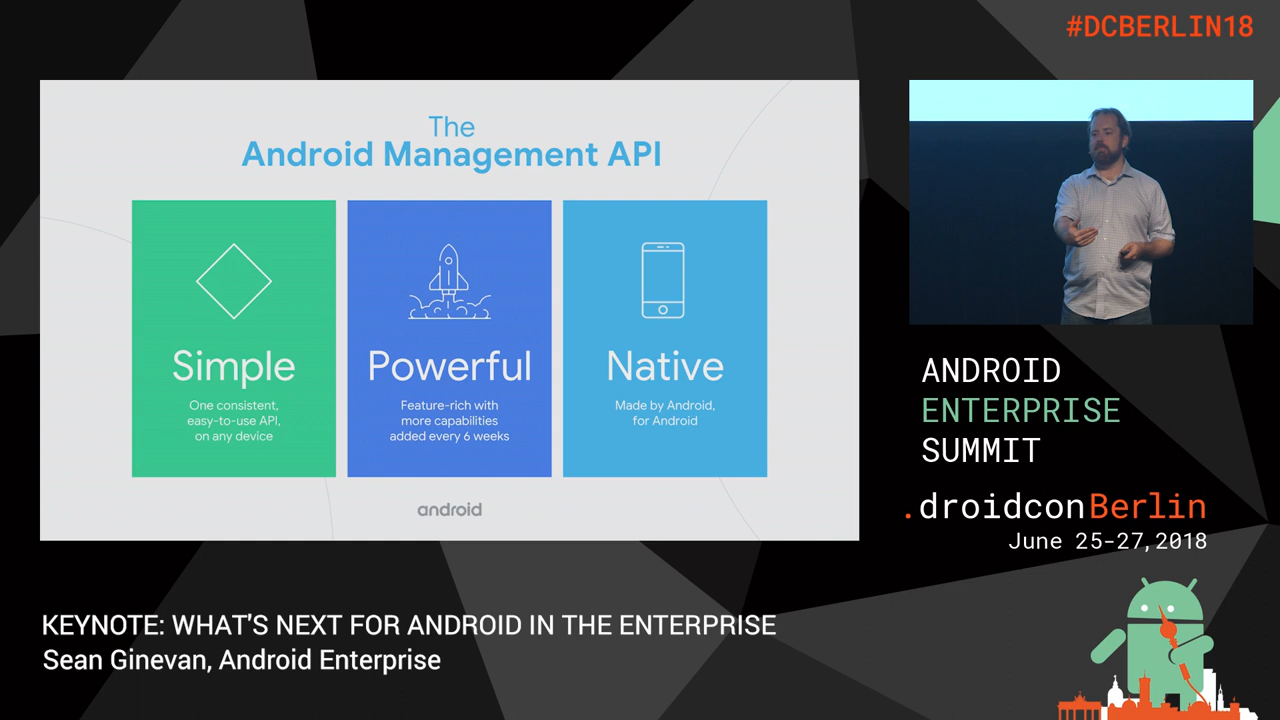 #DCBERLIN18
The
Android Management API
Simple
One consistent,
easy-to-use API,
on any device
Powerful
Feature-rich with
more capabilities
added every 6 weeks
Native
Made by Android,
for Android
android
ANDROID
ENTERPRISE
SUMMIT
.droidconBerlin
June 25-27,2018
KEYNOTE: WHAT'S NEXT FOR ANDROID IN THE ENTERPRISE
Sean Ginevan, Android Enterprise